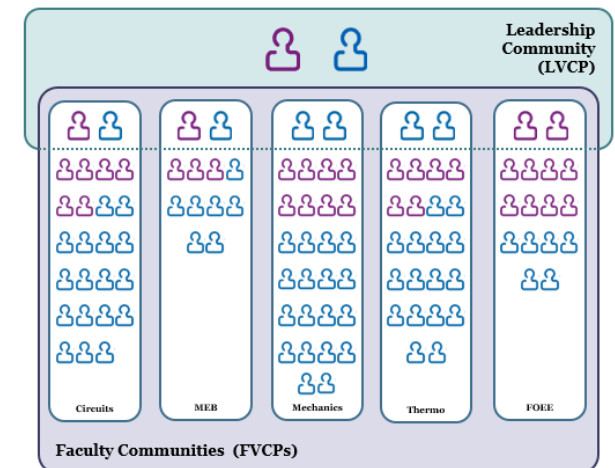 Leadership
Community
(LVCP)
Circuits
MEB
Mechanics
Thermo
FOEE
Faculty Communities (FVCPs)